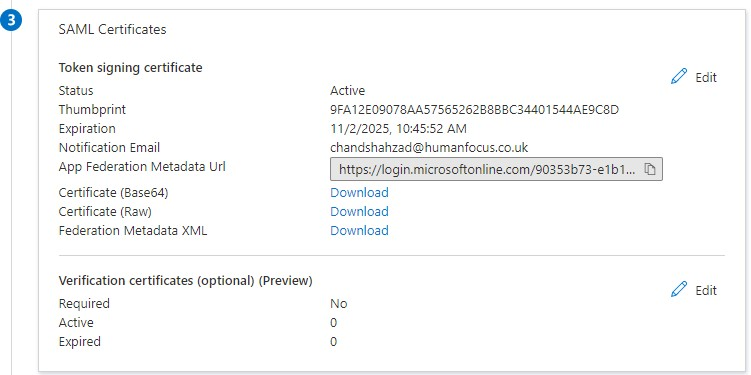 3
SAML Certificates
Token signing certificate
Edit
Status Active
Thumbprint 9FA12E09078AA57565262B8BBC34401544AE9C8D
Expiration 11/2/2025, 10:45:52 AM
Notification Email chandshahzad@humanfocus.co.uk
App Federation Metadata Url https://login.microsoftonline.com/90353b73-e1b1...
Certificate (Base64) Download
Certificate (Raw) Download
Federation Metadata XML Download
Verification certificates (optional) (Preview)
Edit
Required No
Active 0
Expired 0